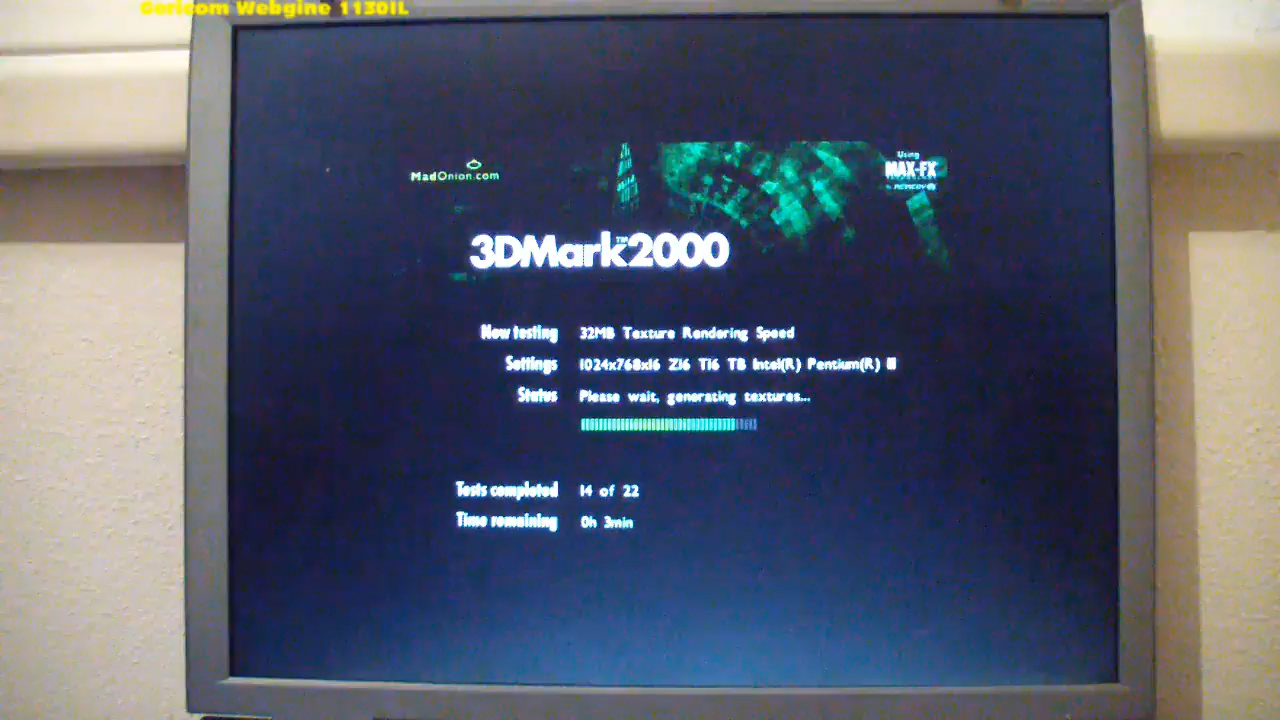 Gericom Webgine 1130IL
MadOnion.com
Using
MAX-FX
3DMark™2000
Now testing 32MB Texture Rendering Speed
Settings 1024x768x16 Z16 T16 TB Intel(R) Pentium(R) III
Status Please wait, generating textures...
Tests completed 14 of 22
Time remaining 0h 3min